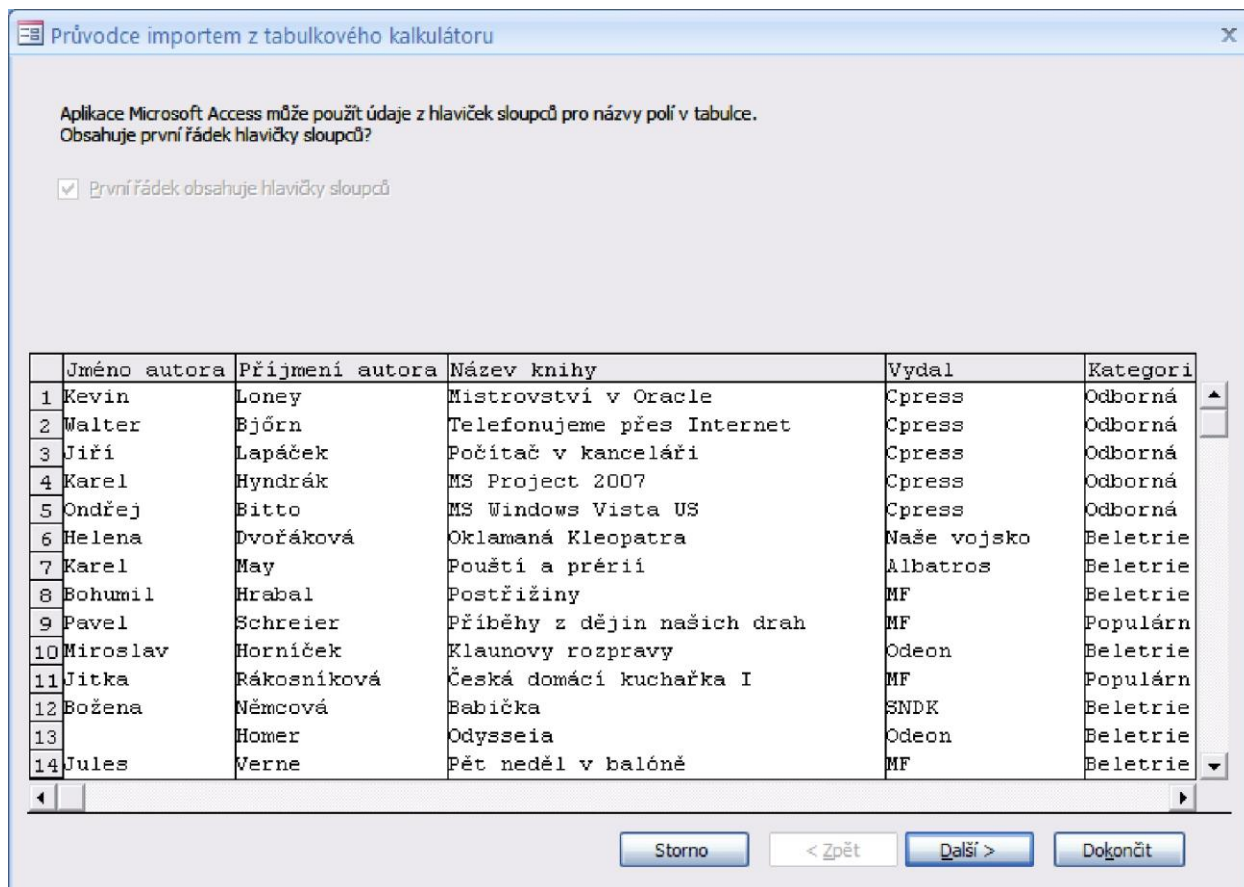 Průvodce importem z tabulkového kalkulátoru
Aplikace Microsoft Access může použít údaje z hlaviček sloupců pro názvy polí v tabulce.
Obsahuje první řádek hlavičky sloupců?
První řádek obsahuje hlavičky sloupců
Jméno autora Příjmení autora Název knihy Vydal Kategori
1 Kevin Loney Mistrovství v Oracle Cpress Odborná
2 Walter Bjőrn Telefonujeme přes Internet Cpress Odborná
3 Jiří Lapáček Počítač v kanceláři Cpress Odborná
4 Karel Hyndrák MS Project 2007 Cpress Odborná
5 Ondřej Bitto MS Windows Vista US Cpress Odborná
6 Helena Dvořáková Oklamaná Kleopatra Naše vojsko Beletrie
7 Karel May Pouští a prérií Albatros Beletrie
8 Bohumil Hrabal Postřižiny MF Beletrie
9 Pavel Schreier Příběhy z dějin našich drah MF Populárn
10 Miroslav Horníček Klaunovy rozpravy Odeon Beletrie
11 Jitka Rákosníková Česká domácí kuchařka I MF Populárn
12 Božena Němcová Babička SNDK Beletrie
13 Homer Odysseia Odeon Beletrie
14 Jules Verne Pět neděl v balóně MF Beletrie
Storno < Zpět Další > Dokončit